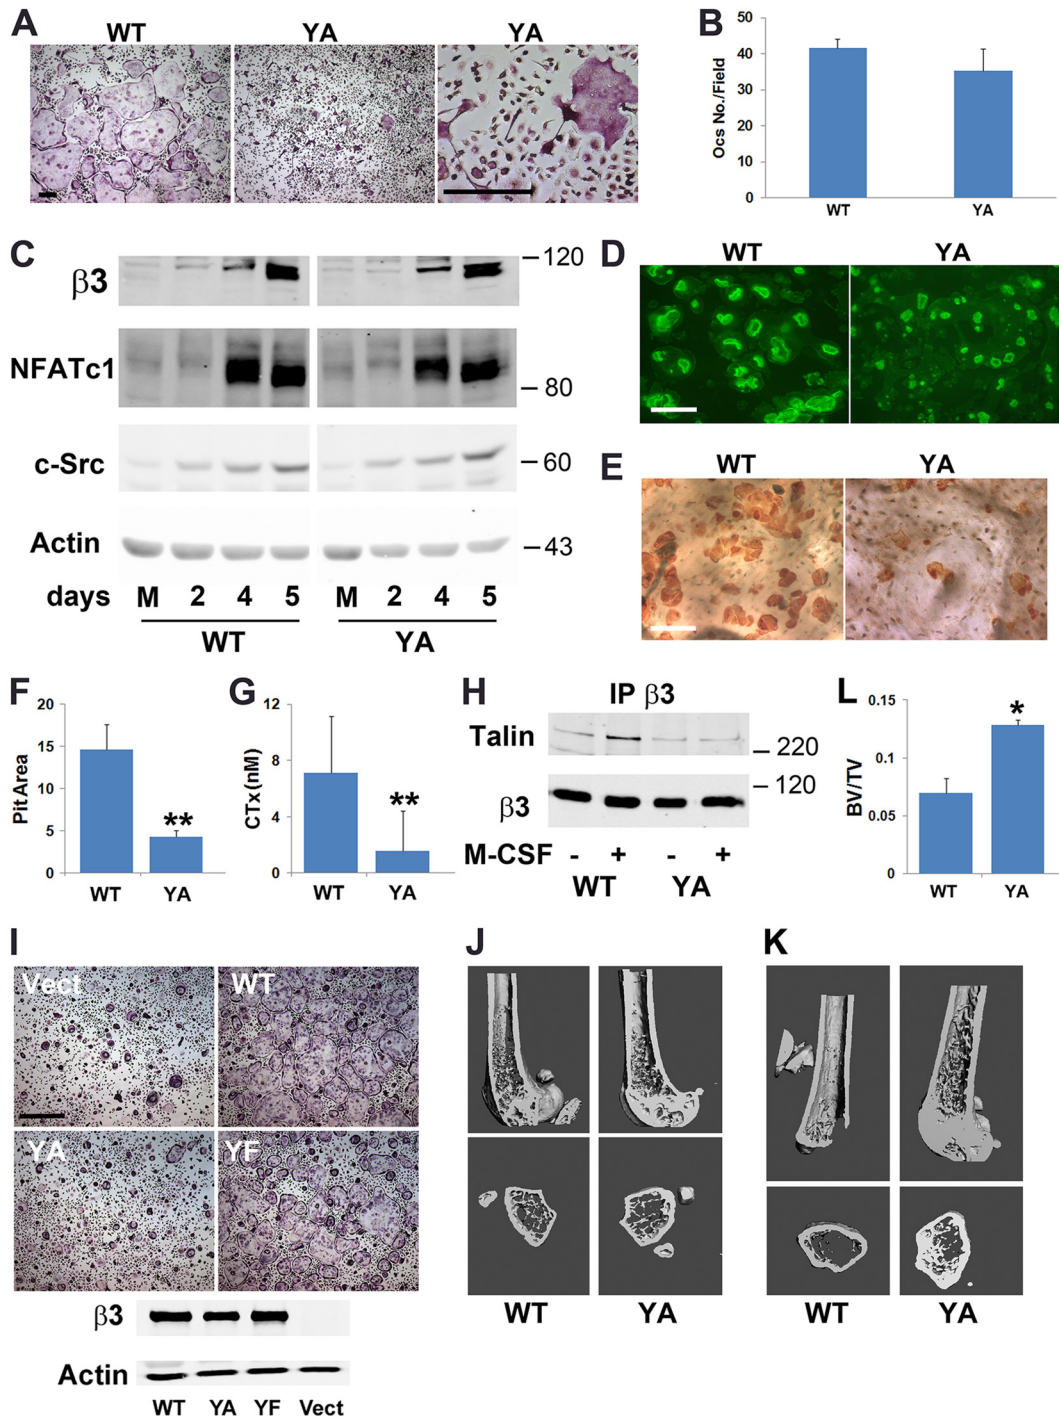 A
WT
YA
YA
B
Ocs No./Field
50
40
30
20
10
0
WT
YA
C
β3
120
NFATc1
80
c-Src
60
Actin
43
days
M 2 4 5 M 2 4 5
WT
YA
D
WT
YA
E
WT
YA
F
Pit Area
20
15
10
5
0
**
WT
YA
G
CTx (nM)
12
8
4
0
**
WT
YA
H
IP β3
Talin
220
120
β3
M-CSF - + - +
WT
YA
L
BV/TV
0.15
0.1
0.05
0
*
WT
YA
I
Vect
WT
YA
YF
β3
Actin
WT YA YF Vect
J
WT
YA
K
WT
YA